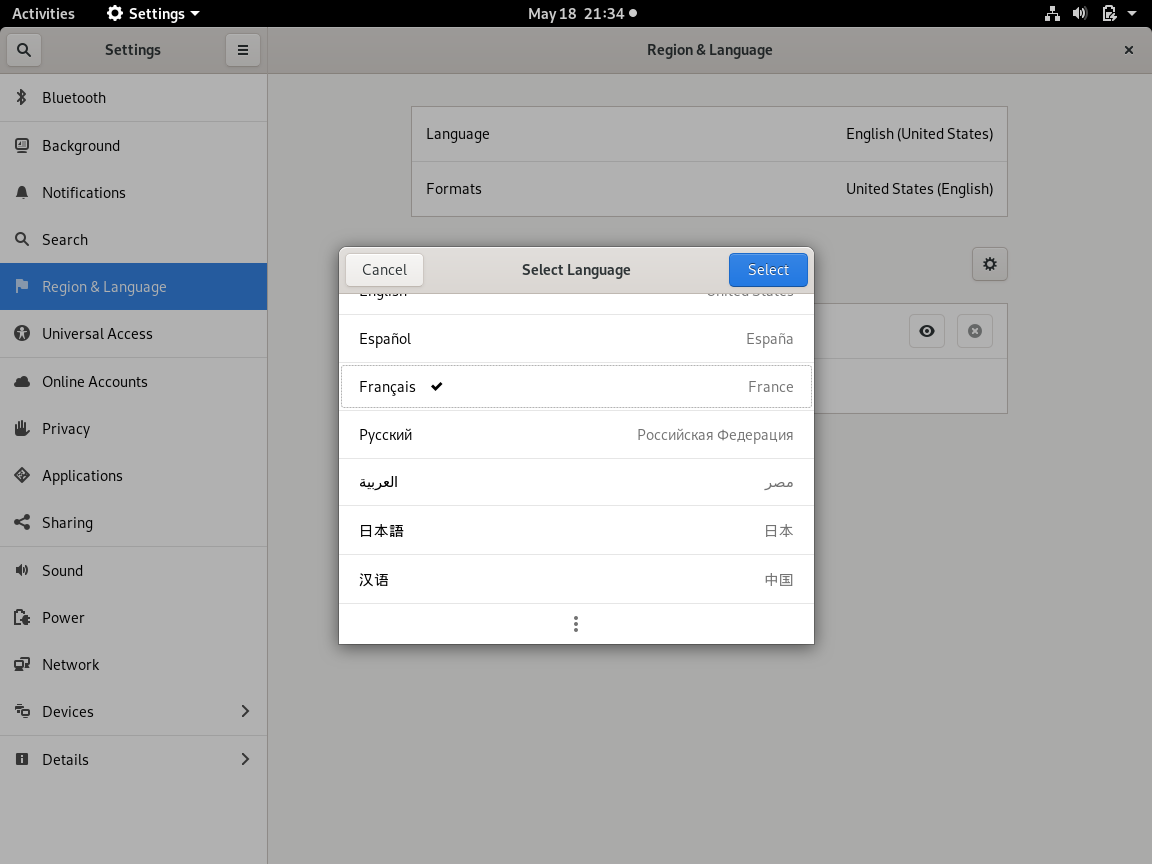 Activities Settings May 18 21:34
Settings Region & Language
Bluetooth
Background
Notifications
Search
Region & Language
Universal Access
Online Accounts
Privacy
Applications
Sharing
Sound
Power
Network
Devices
Details
Language English (United States)
Formats United States (English)
Cancel Select Language Select
English United States
Español España
Français France
Русский Российская Федерация
العربية مصر
日本語 日本
汉语 中国